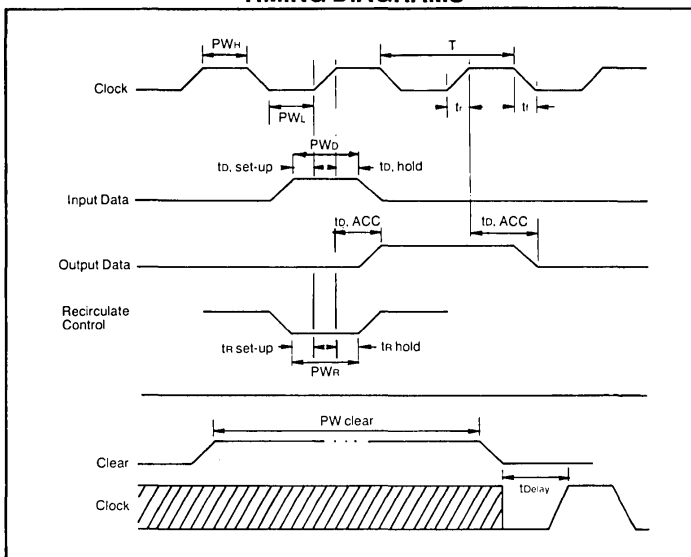 TIMING DIAGRAMS
PWH
T
Clock
tr
tf
PWL
PWD
tD, set-up
tD, hold
Input Data
tD, ACC
tD, ACC
Output Data
Recirculate
Control
tR set-up
tR hold
PWR
PW clear
Clear
tDelay
Clock